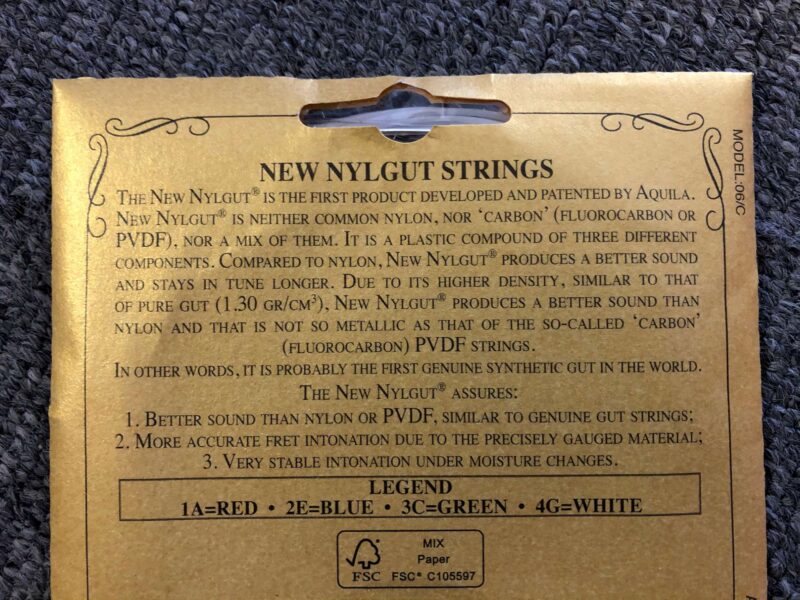 NEW NYLGUT STRINGS
THE NEW NYLGUT® IS THE FIRST PRODUCT DEVELOPED AND PATENTED BY AQUILA.
NEW NYLGUT® IS NEITHER COMMON NYLON, NOR ‘CARBON’ (FLUOROCARBON OR
PVDF), NOR A MIX OF THEM. IT IS A PLASTIC COMPOUND OF THREE DIFFERENT
COMPONENTS. COMPARED TO NYLON, NEW NYLGUT® PRODUCES A BETTER SOUND
AND STAYS IN TUNE LONGER. DUE TO ITS HIGHER DENSITY, SIMILAR TO THAT
OF PURE GUT (1.30 GR/CM³), NEW NYLGUT® PRODUCES A BETTER SOUND THAN
NYLON AND THAT IS NOT SO METALLIC AS THAT OF THE SO-CALLED ‘CARBON’
(FLUOROCARBON) PVDF STRINGS.
IN OTHER WORDS, IT IS PROBABLY THE FIRST GENUINE SYNTHETIC GUT IN THE WORLD.
THE NEW NYLGUT® ASSURES:
1. BETTER SOUND THAN NYLON OR PVDF, SIMILAR TO GENUINE GUT STRINGS;
2. MORE ACCURATE FRET INTONATION DUE TO THE PRECISELY GAUGED MATERIAL;
3. VERY STABLE INTONATION UNDER MOISTURE CHANGES.
LEGEND
1A=RED • 2E=BLUE • 3C=GREEN • 4G=WHITE
FSC
MIX
Paper
FSC® C105597
MODEL:06/C